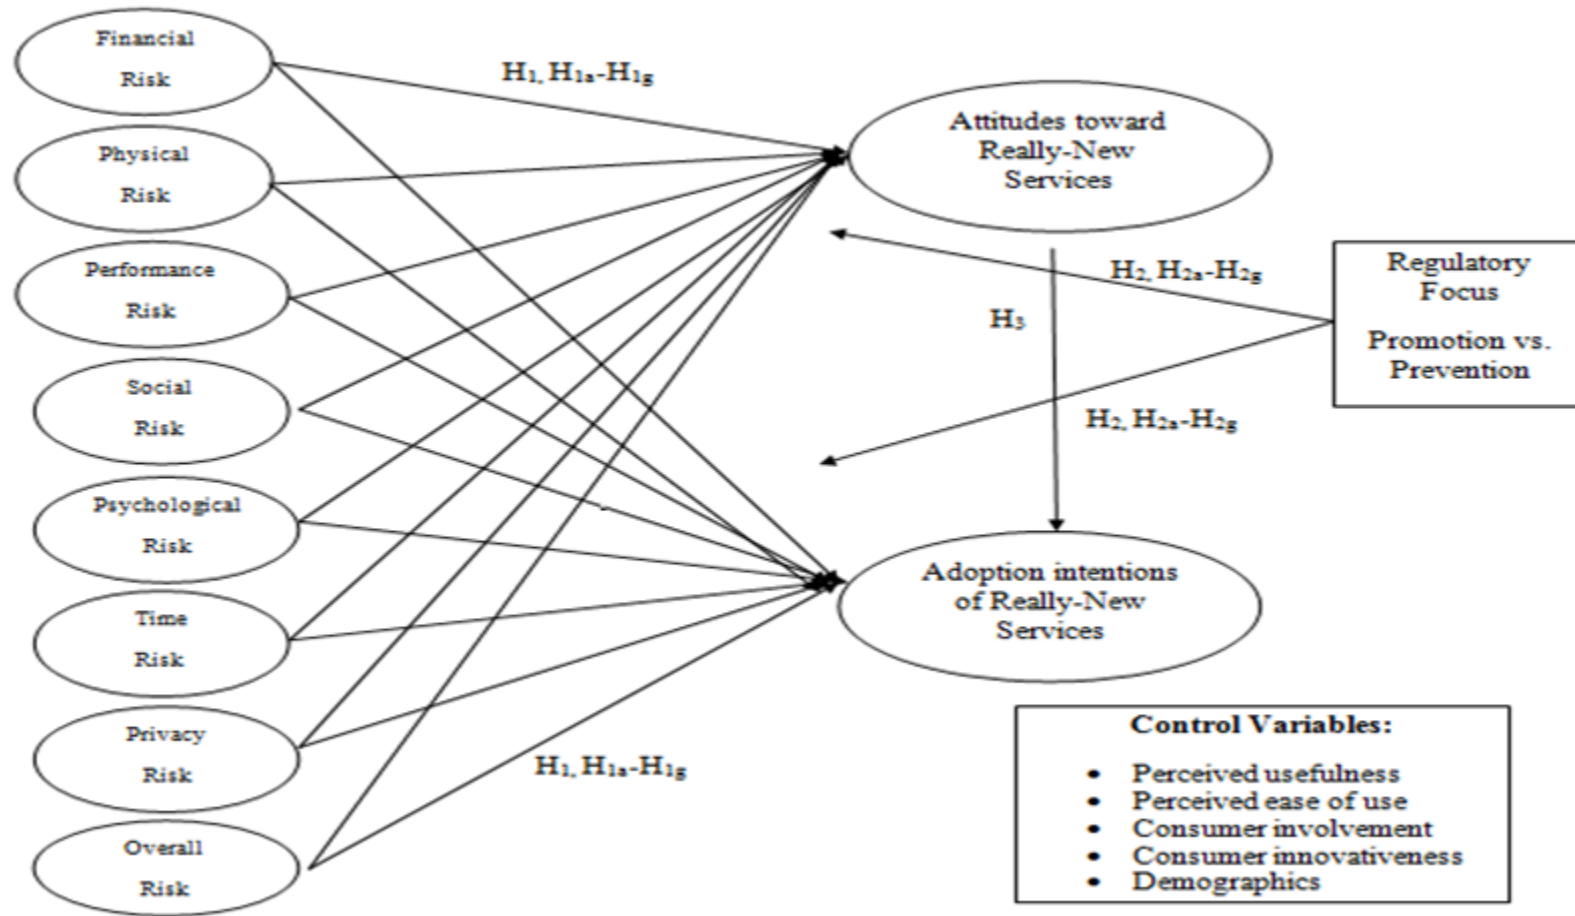 Financial
Risk
H1, H1a-H1g
Physical
Risk
Attitudes toward
Really-New
Services
Performance
Risk
H2, H2a-H2g
Regulatory
Focus
Promotion vs.
Prevention
H3
Social
Risk
H2, H2a-H2g
Psychological
Risk
Adoption intentions
of Really-New
Services
Time
Risk
Privacy
Risk
H1, H1a-H1g
Overall
Risk
Control Variables:
• Perceived usefulness
• Perceived ease of use
• Consumer involvement
• Consumer innovativeness
• Demographics